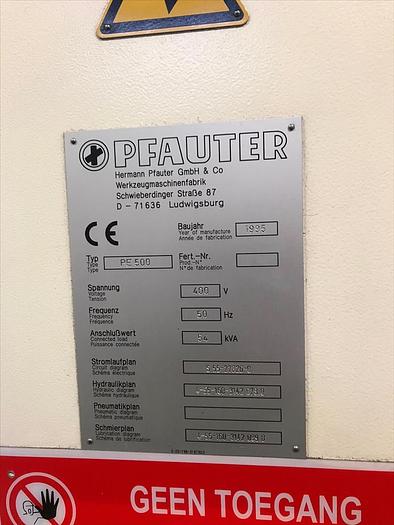 PFAUTER
Hermann Pfauter GmbH & Co
Werkzeugmaschinenfabrik
Schwieberdinger Straße 87
D - 71636 Ludwigsburg
CE
Baujahr 1995
Year of manufacture
Année de fabrication
Typ PE 500
Type
Type
Fert.-Nr.
Prod.-N°
N° de fabrication
Spannung 400 V
Voltage
Tension
Frequenz 50 Hz
Frequency
Fréquence
Anschlußwert 54 kVA
Connected load
Puissance connectée
Stromlaufplan
Circuit diagram
Schéma électrique
Hydraulikplan
Hydraulic diagram
Schéma hydraulique
Pneumatikplan
Pneumatic diagram
Schéma pneumatique
Schmierplan
Lubrication diagram
Schéma de lubrification
GEEN TOEGANG